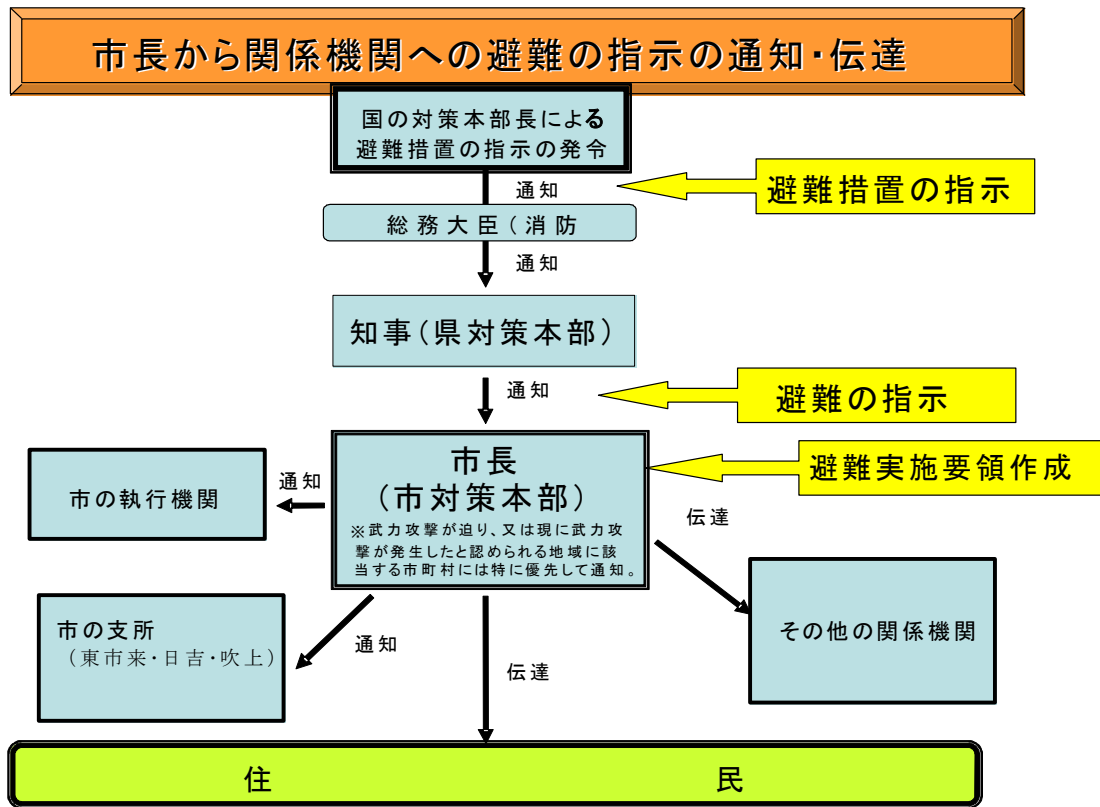 市長から関係機関への避難の指示の通知・伝達
国の対策本部長による
避難措置の指示の発令
通知
避難措置の指示
総務大臣(消防
通知
知事(県対策本部)
通知
避難の指示
市長
(市対策本部)
※武力攻撃が迫り、又は現に武力攻
撃が発生したと認められる地域に該
当する市町村には特に優先して通知。
避難実施要領作成
通知
市の執行機関
伝達
市の支所
(東市来・日吉・吹上)
通知
伝達
その他の関係機関
住 民